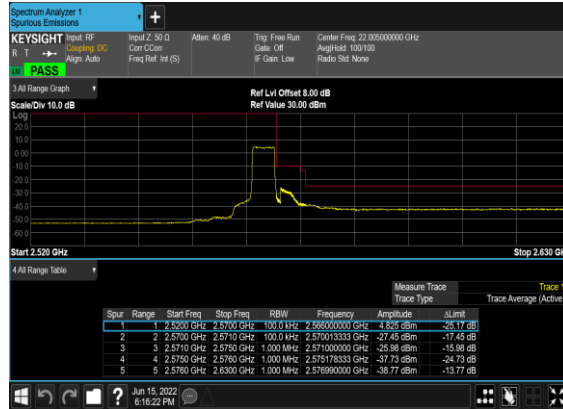 Spectrum Analyzer 1
Spurious Emissions
+
KEYSIGHT Input: RF Input Z: 50 Ω Atten: 40 dB Trig: Free Run Center Freq: 22.005000000 GHz
R T Coupling: DC Corr CCorr Gate: Off Avg|Hold: 100/100
Align: Auto Freq Ref: Int (S) IF Gain: Low Radio Std: None
PASS
3 All Range Graph
Ref Lvl Offset 8.00 dB
Scale/Div 10.0 dB Ref Value 30.00 dBm
Log
20.0
10.0
0.00
-10.0
-20.0
-30.0
-40.0
-50.0
-60.0
Start 2.520 GHz Stop 2.630 GH
4 All Range Table
Measure Trace Trace 1
Trace Type Trace Average (Active
Spur Range Start Freq Stop Freq RBW Frequency Amplitude ΔLimit
1 1 2.5200 GHz 2.5700 GHz 100.0 kHz 2.566000000 GHz 4.825 dBm -25.17 dB
2 2 2.5700 GHz 2.5710 GHz 100.0 kHz 2.570013333 GHz -27.45 dBm -17.45 dB
3 3 2.5710 GHz 2.5750 GHz 1.000 MHz 2.571000000 GHz -25.98 dBm -15.98 dB
4 4 2.5750 GHz 2.5760 GHz 1.000 MHz 2.575178333 GHz -37.73 dBm -24.73 dB
5 5 2.5760 GHz 2.6300 GHz 1.000 MHz 2.576990000 GHz -38.77 dBm -13.77 dB
? Jun 15, 2022
6:16:22 PM